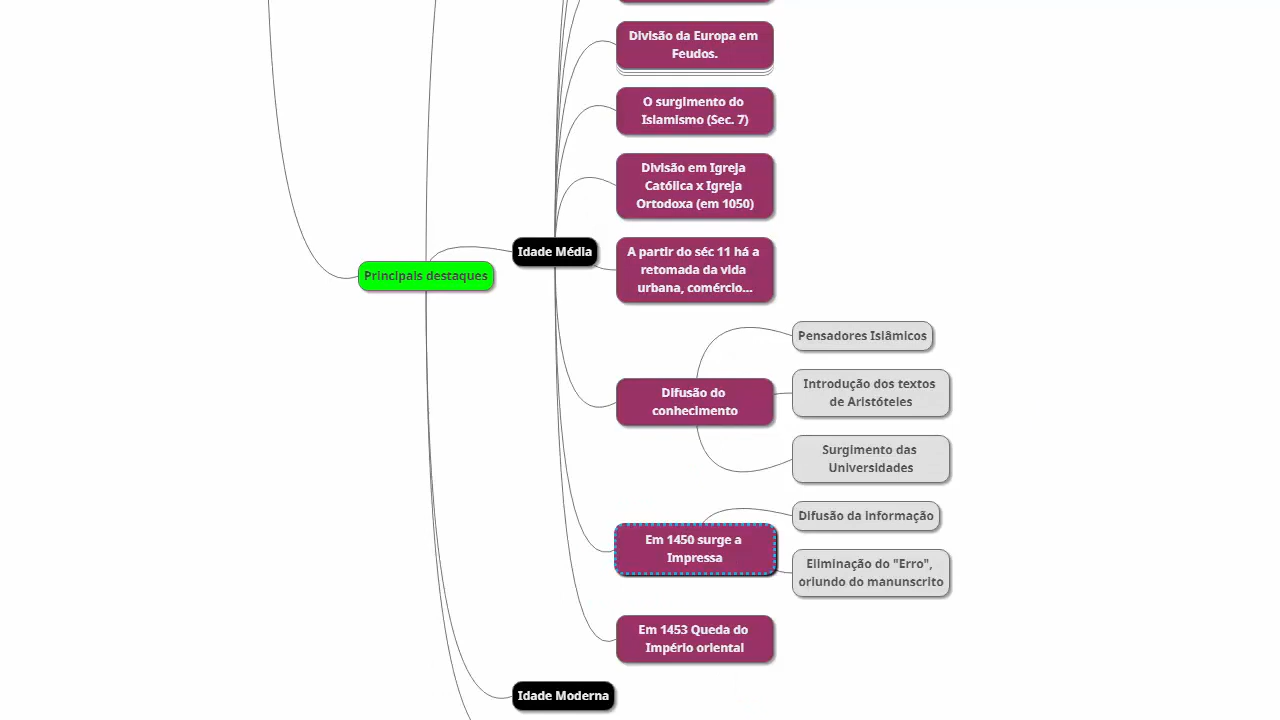 Divisão da Europa em
Feudos.
O surgimento do
Islamismo (Sec. 7)
Divisão em Igreja
Católica x Igreja
Ortodoxa (em 1050)
Idade Média
A partir do séc 11 há a
retomada da vida
urbana, comércio...
Principais destaques
Pensadores Islâmicos
Difusão do
conhecimento
Introdução dos textos
de Aristóteles
Surgimento das
Universidades
Difusão da informação
Em 1450 surge a
Impressa
Eliminação do "Erro",
oriundo do manunscrito
Em 1453 Queda do
Império oriental
Idade Moderna